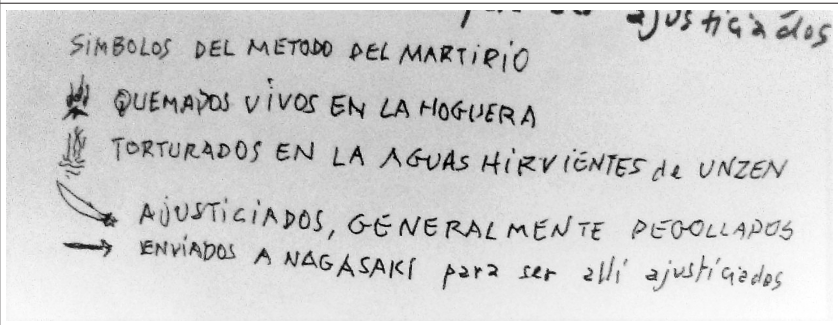 ajusticiados
SIMBOLOS DEL METODO DEL MARTIRIO
QUEMADOS VIVOS EN LA HOGUERA
TORTURADOS EN LA AGUAS HIRVIENTES de UNZEN
AJUSTICIADOS, GENERALMENTE DEGOLLADOS
ENVIADOS A NAGASAKI para ser alli ajusticiados